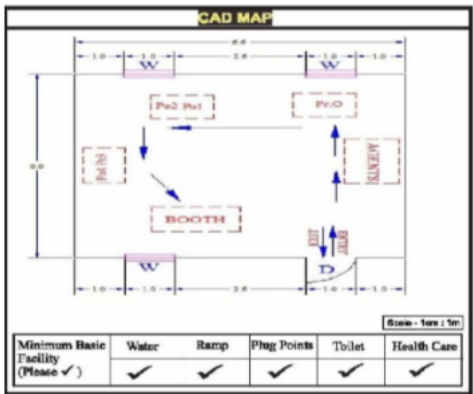 CAD MAP
6.6
1.0 1.0 2.6 1.0 1.0
W W
Po2 Po1 Pr.O
6.0
AGENTS
BOOTH
EXIT ENTRY
W D
1.0 1.0 2.6 1.0 1.0
Scale - 1cm : 1m
Minimum Basic Facility (Please ✓) Water Ramp Plug Points Toilet Health Care
✓ ✓ ✓ ✓ ✓